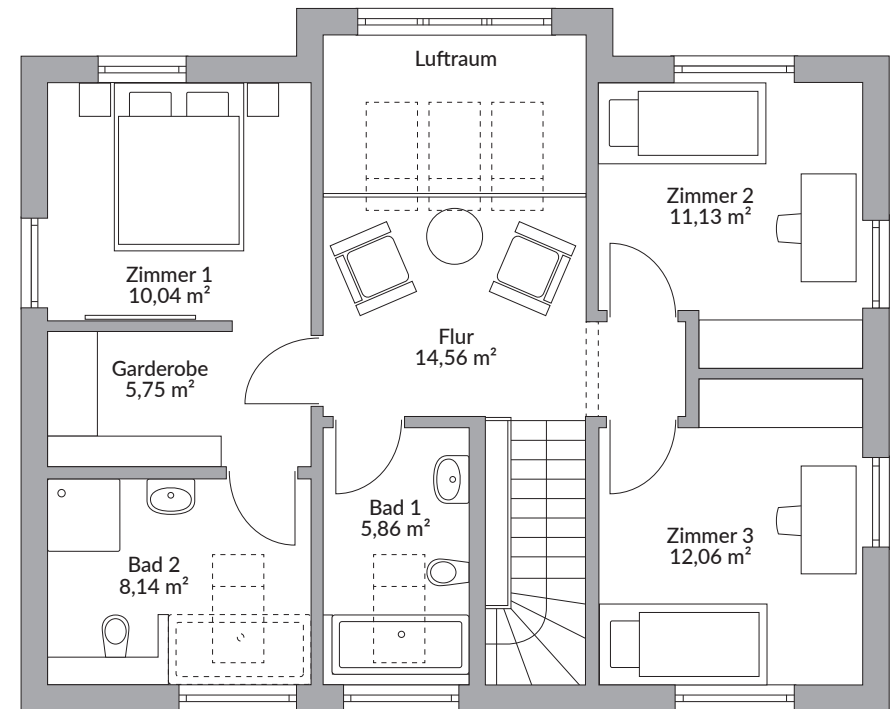 Luftraum
Zimmer 2
11,13 m²
Zimmer 1
10,04 m²
Flur
14,56 m²
Garderobe
5,75 m²
Bad 1
5,86 m²
Zimmer 3
12,06 m²
Bad 2
8,14 m²